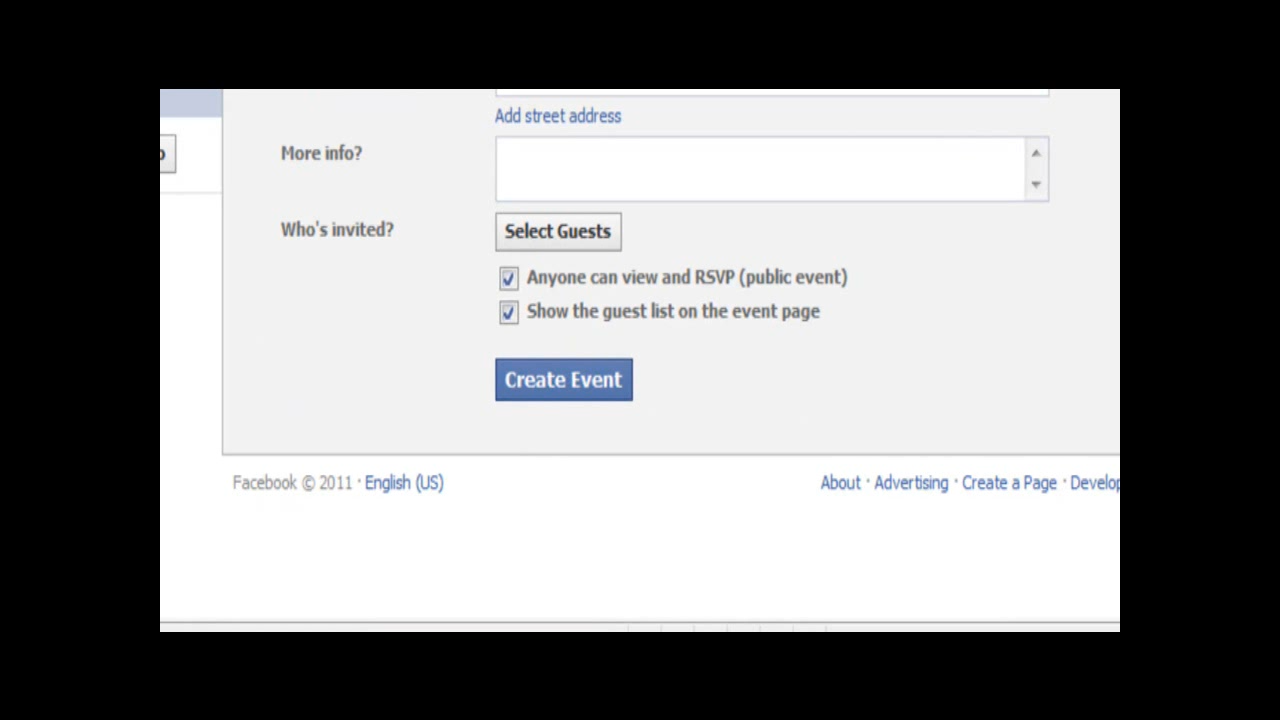 Add street address
More info?
Who's invited?
Select Guests
Anyone can view and RSVP (public event)
Show the guest list on the event page
Create Event
Facebook © 2011 · English (US)
About · Advertising · Create a Page · Develop